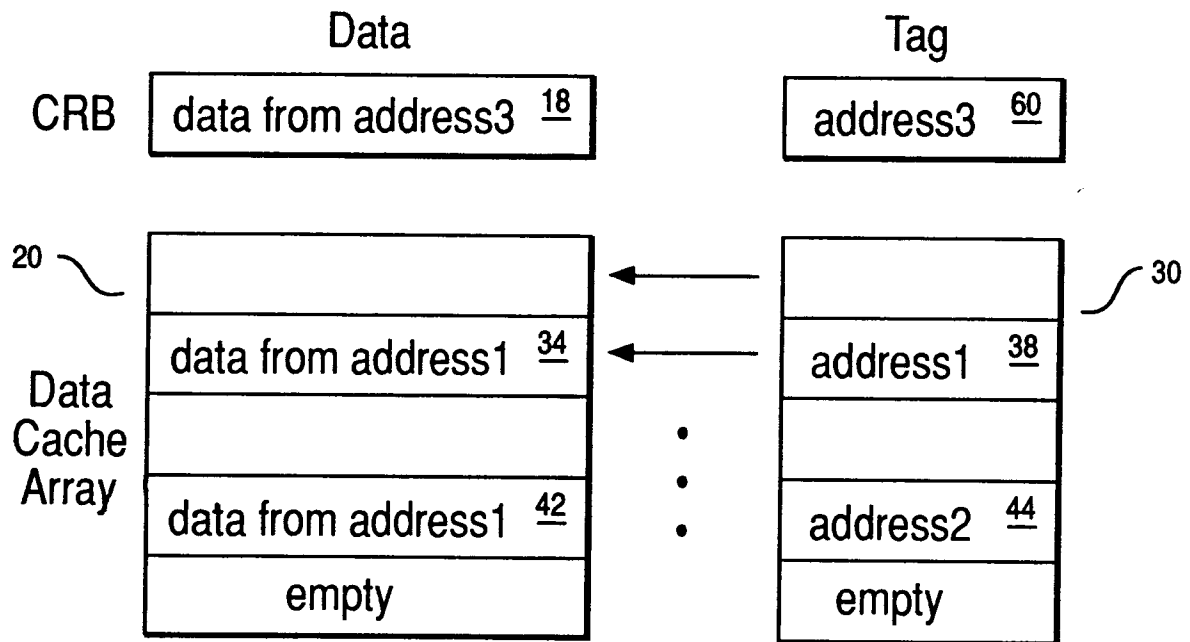 Data Tag
CRB data from address3 18 address3 60
20 30
data from address1 34 address1 38
Data
Cache
Array
data from address1 42 address2 44
empty empty